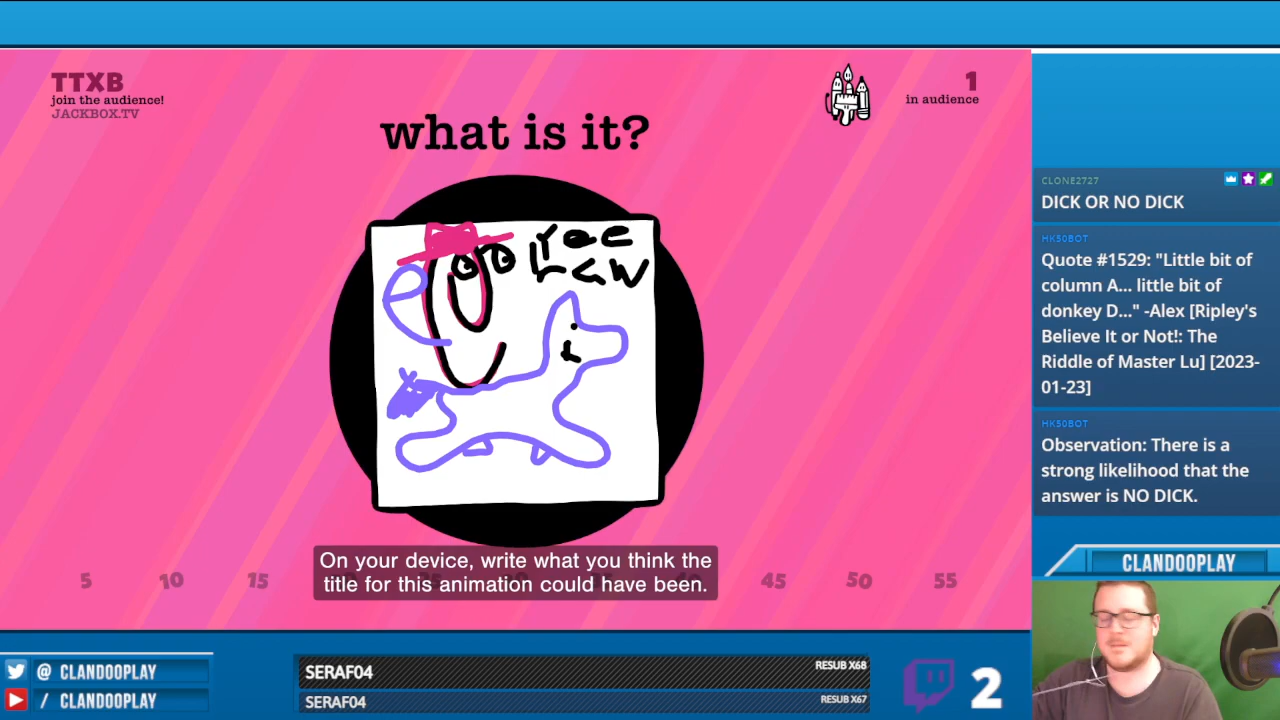 TTXB
join the audience!
JACKBOX.TV
1
in audience
what is it?
On your device, write what you think the
title for this animation could have been.
5 10 15 45 50 55
CLONE2727
DICK OR NO DICK
HK50BOT
Quote #1529: "Little bit of
column A... little bit of
donkey D..." -Alex [Ripley's
Believe It or Not!: The
Riddle of Master Lu] [2023-
01-23]
HK50BOT
Observation: There is a
strong likelihood that the
answer is NO DICK.
CLANDOOPLAY
@ CLANDOOPLAY
/ CLANDOOPLAY
SERAF04 RESUB X68
SERAF04 RESUB X67
2